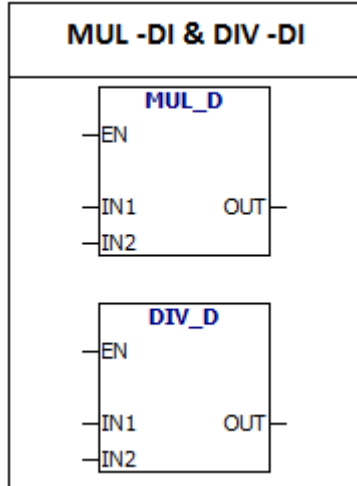 MUL -DI & DIV -DI
MUL_D
EN
IN1 OUT
IN2
DIV_D
EN
IN1 OUT
IN2